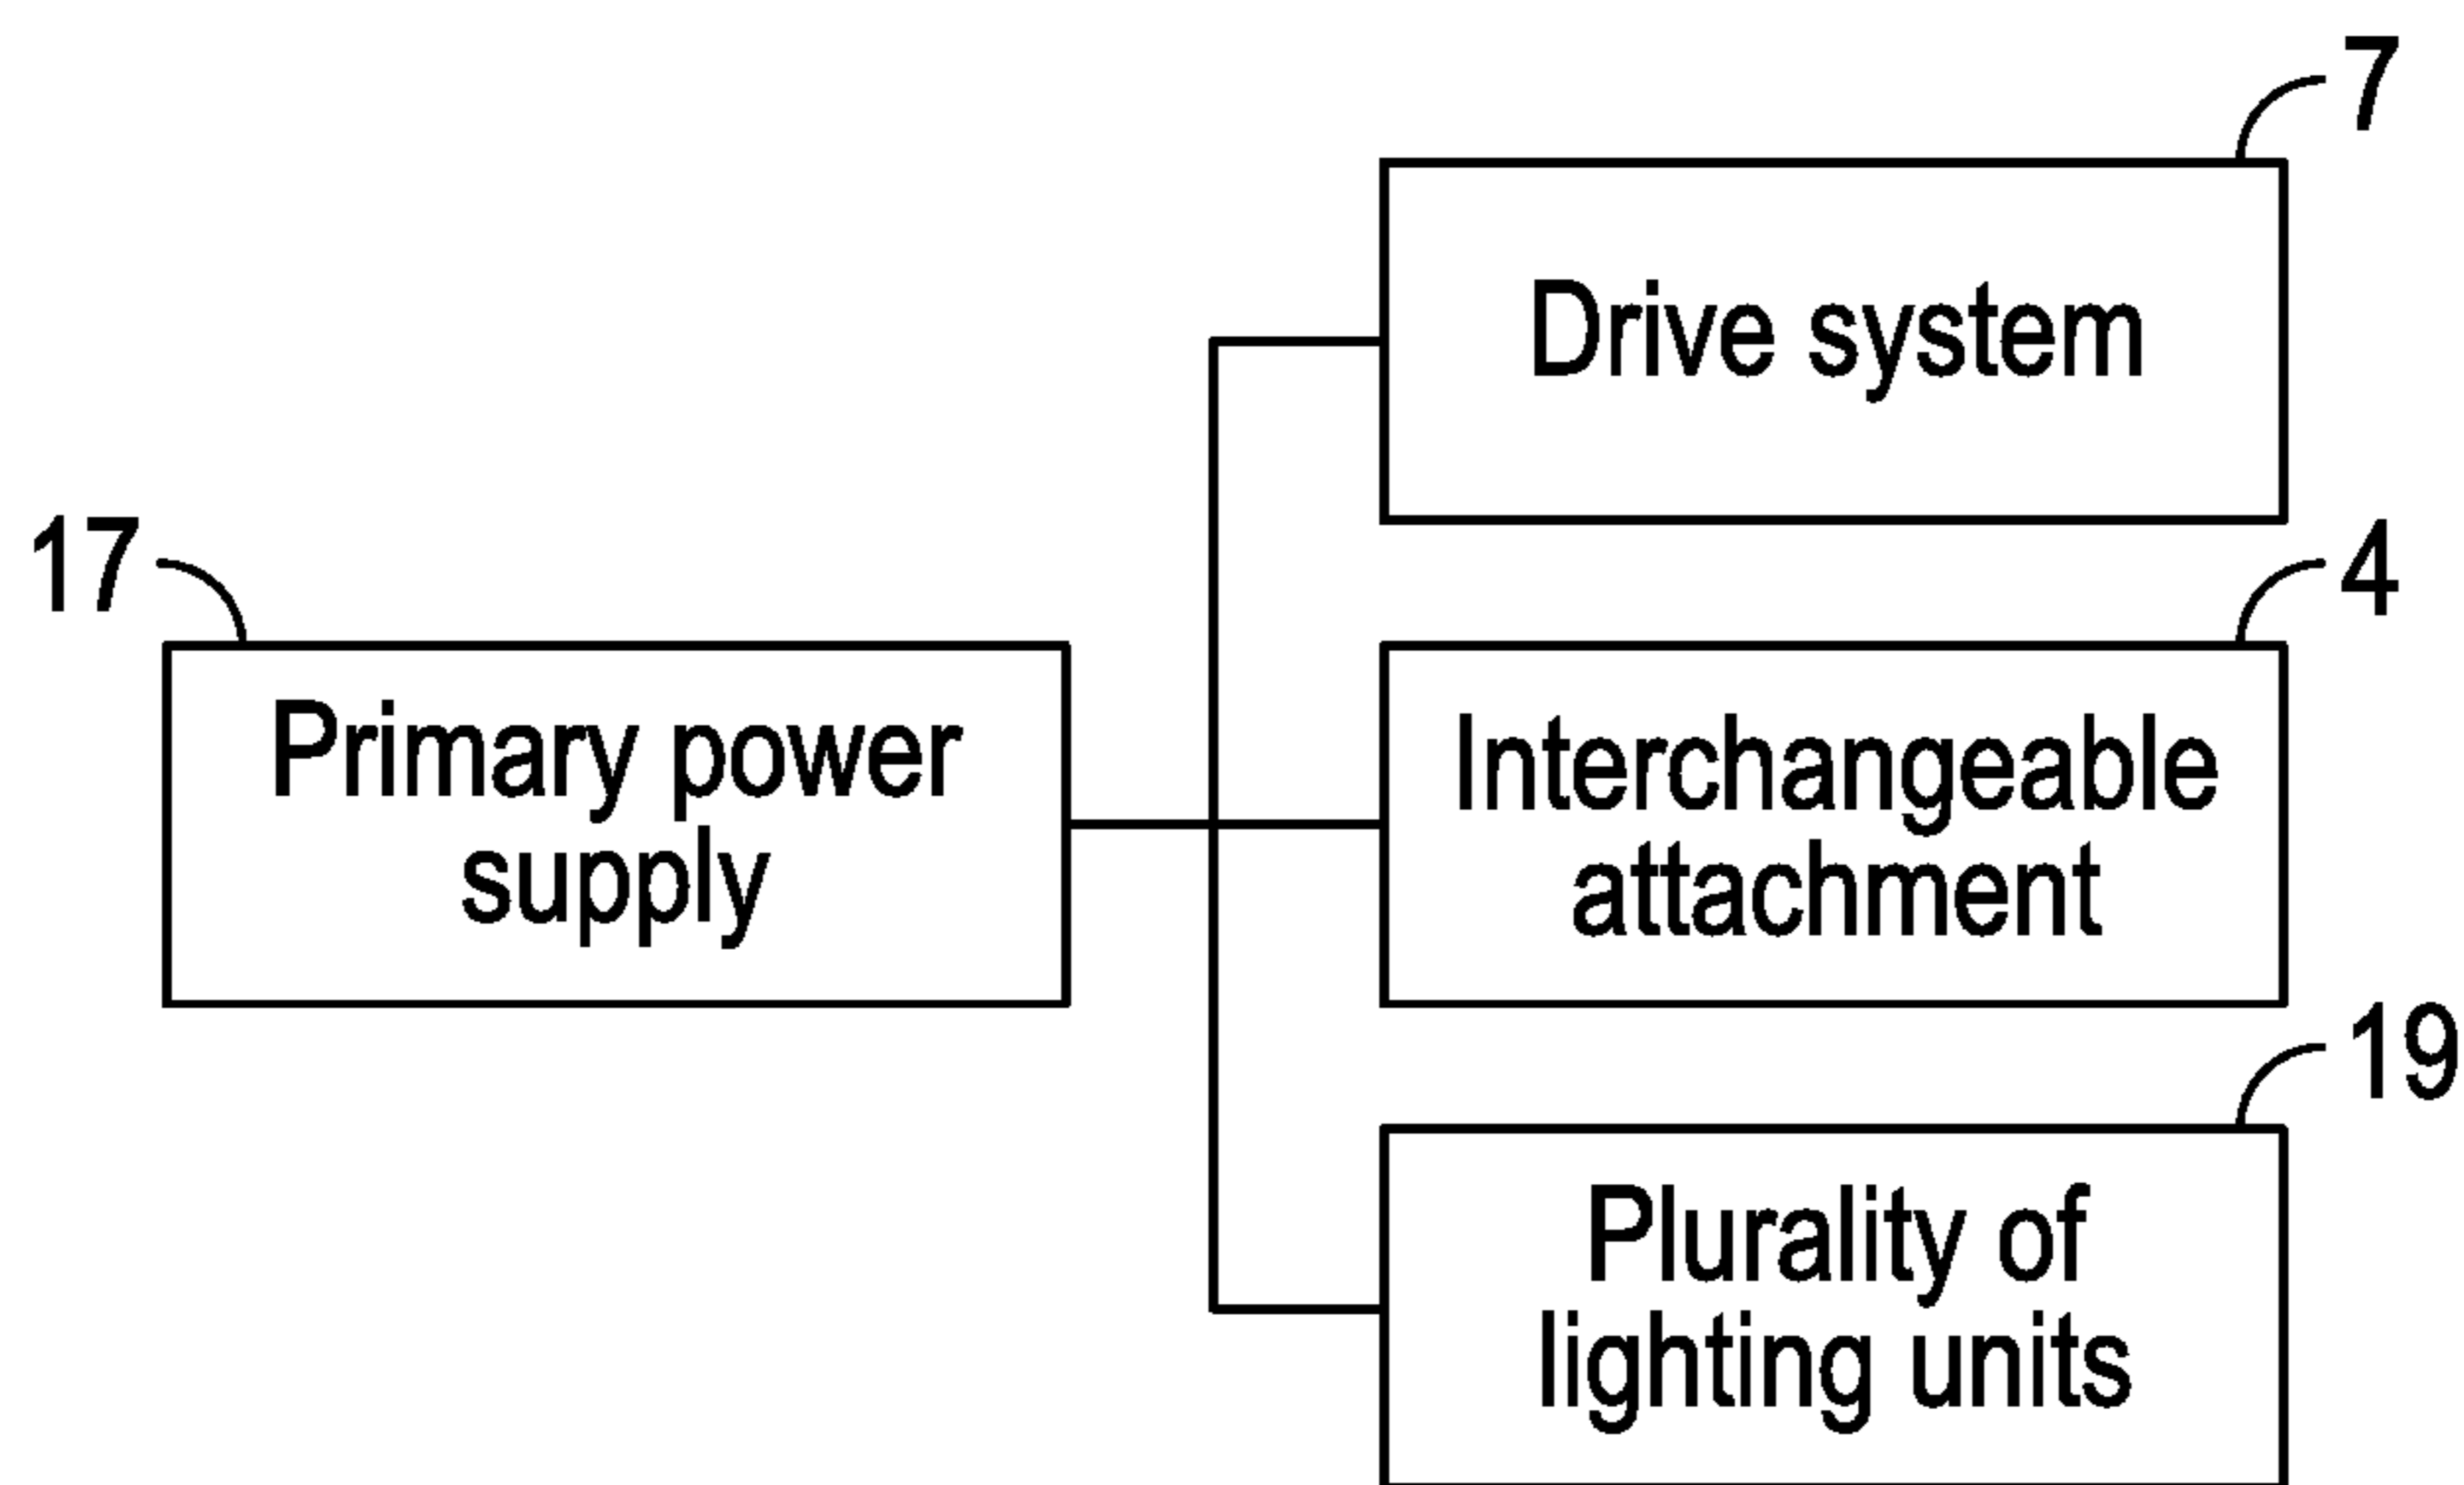 7
Drive system
17
Primary power
supply
4
Interchangeable
attachment
19
Plurality of
lighting units